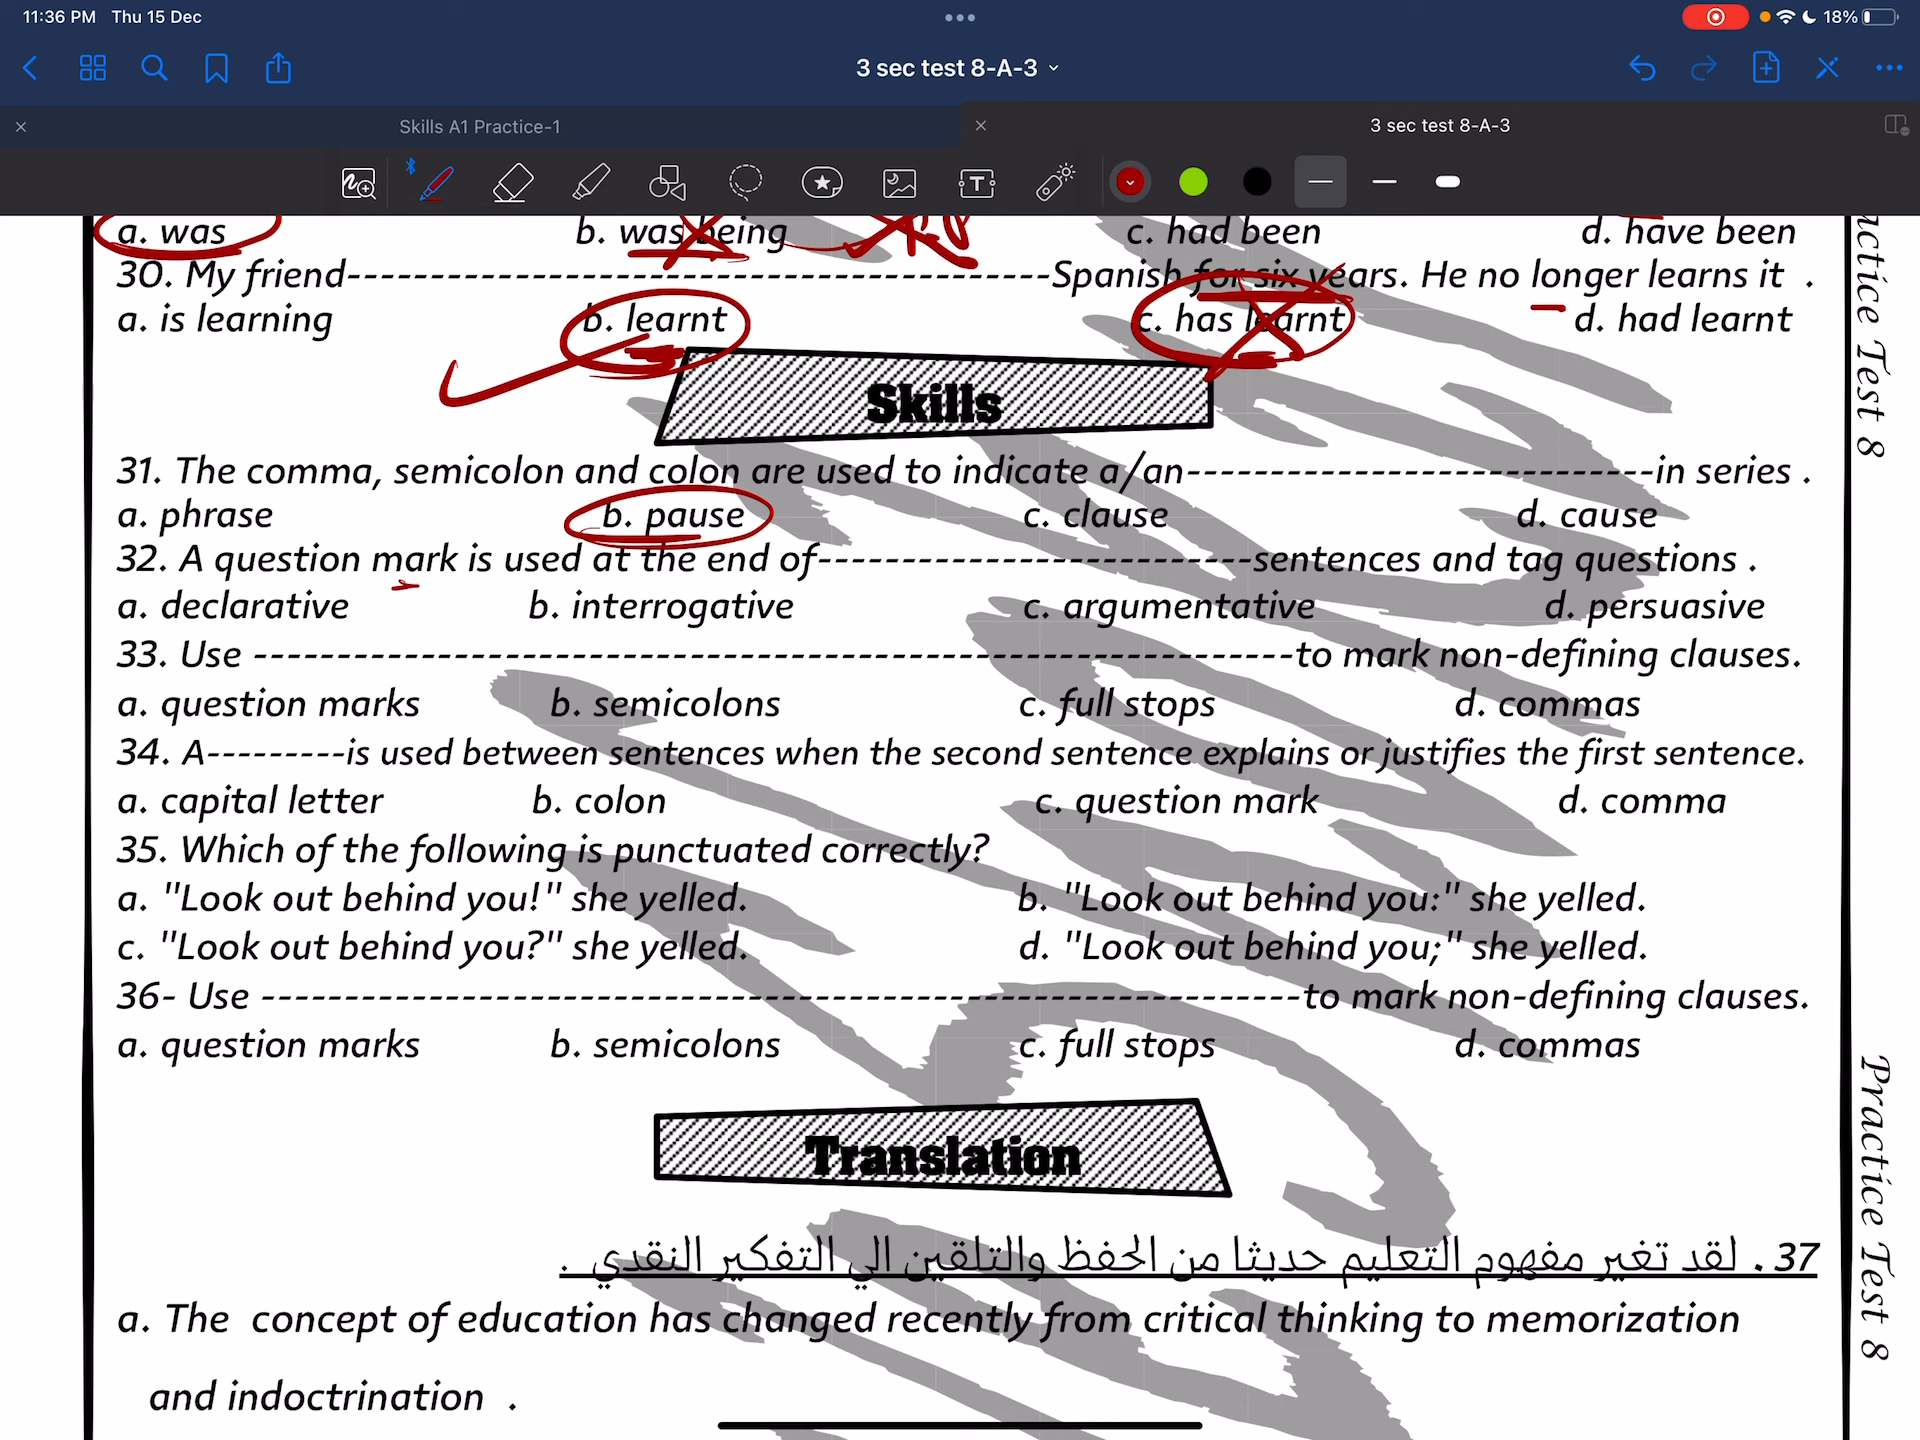 11:36 PM Thu 15 Dec
18%
3 sec test 8-A-3
Skills A1 Practice-1
3 sec test 8-A-3
a. was b. was being c. had been d. have been
30. My friend--------------------------------------------Spanish for six years. He no longer learns it .
a. is learning b. learnt c. has learnt d. had learnt
Skills
31. The comma, semicolon and colon are used to indicate a/an-----------------------------in series .
a. phrase b. pause c. clause d. cause
32. A question mark is used at the end of---------------------------sentences and tag questions .
a. declarative b. interrogative c. argumentative d. persuasive
33. Use -----------------------------------------------------------------to mark non-defining clauses.
a. question marks b. semicolons c. full stops d. commas
34. A---------is used between sentences when the second sentence explains or justifies the first sentence.
a. capital letter b. colon c. question mark d. comma
35. Which of the following is punctuated correctly?
a. "Look out behind you!" she yelled. b. "Look out behind you:" she yelled.
c. "Look out behind you?" she yelled. d. "Look out behind you;" she yelled.
36- Use -----------------------------------------------------------------to mark non-defining clauses.
a. question marks b. semicolons c. full stops d. commas
Translation
37 . لقد تغير مفهوم التعليم حديثا من الحفظ والتلقين الي التفكير النقدي .
a. The concept of education has changed recently from critical thinking to memorization
and indoctrination .
Test 8
Practice Test 8